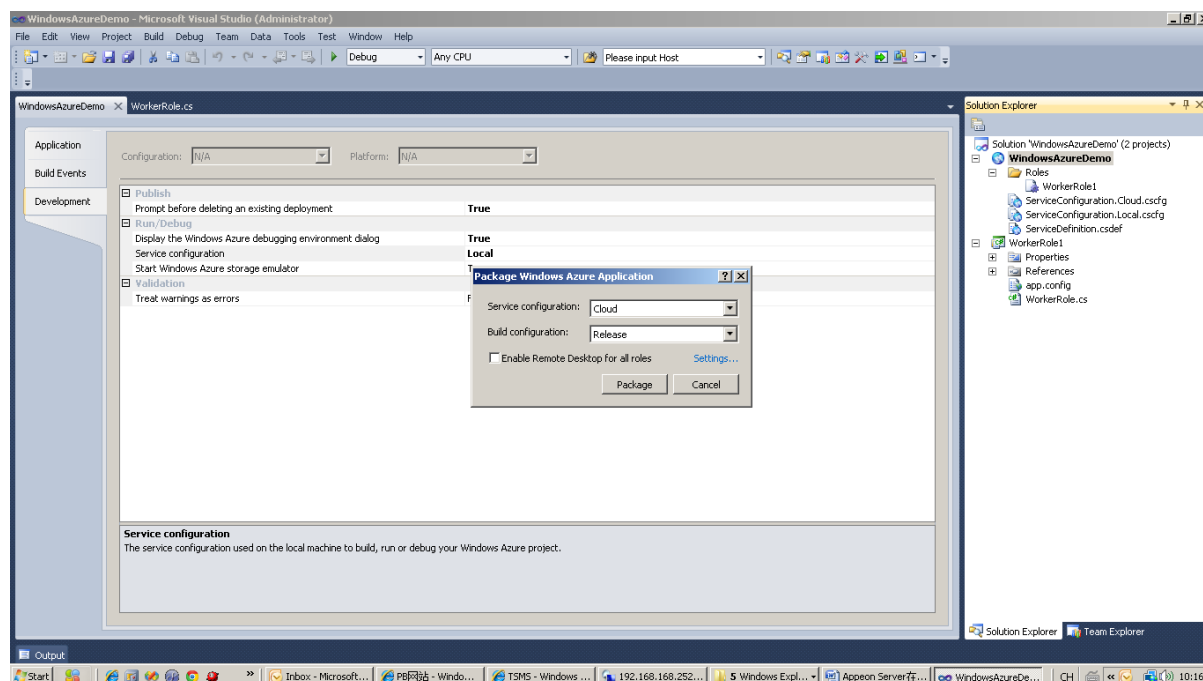 WindowsAzureDemo - Microsoft Visual Studio (Administrator)
File Edit View Project Build Debug Team Data Tools Test Window Help
Debug Any CPU Please input Host
WindowsAzureDemo WorkerRole.cs
Application
Build Events
Development
Configuration: N/A Platform: N/A
Publish
Prompt before deleting an existing deployment True
Run/Debug
Display the Windows Azure debugging environment dialog True
Service configuration Local
Start Windows Azure storage emulator
Validation
Treat warnings as errors
Package Windows Azure Application
Service configuration: Cloud
Build configuration: Release
Enable Remote Desktop for all roles Settings...
Package Cancel
Service configuration
The service configuration used on the local machine to build, run or debug your Windows Azure project.
Solution Explorer
Solution 'WindowsAzureDemo' (2 projects)
WindowsAzureDemo
Roles
WorkerRole1
ServiceConfiguration.Cloud.cscfg
ServiceConfiguration.Local.cscfg
ServiceDefinition.csdef
WorkerRole1
Properties
References
app.config
WorkerRole.cs
Solution Explorer Team Explorer
Output
Start Inbox - Microsoft... PB网站 - Windo... TSMS - Windows ... 192.168.168.252... 5 Windows Expl... Appeon Server在... WindowsAzureDe... CH